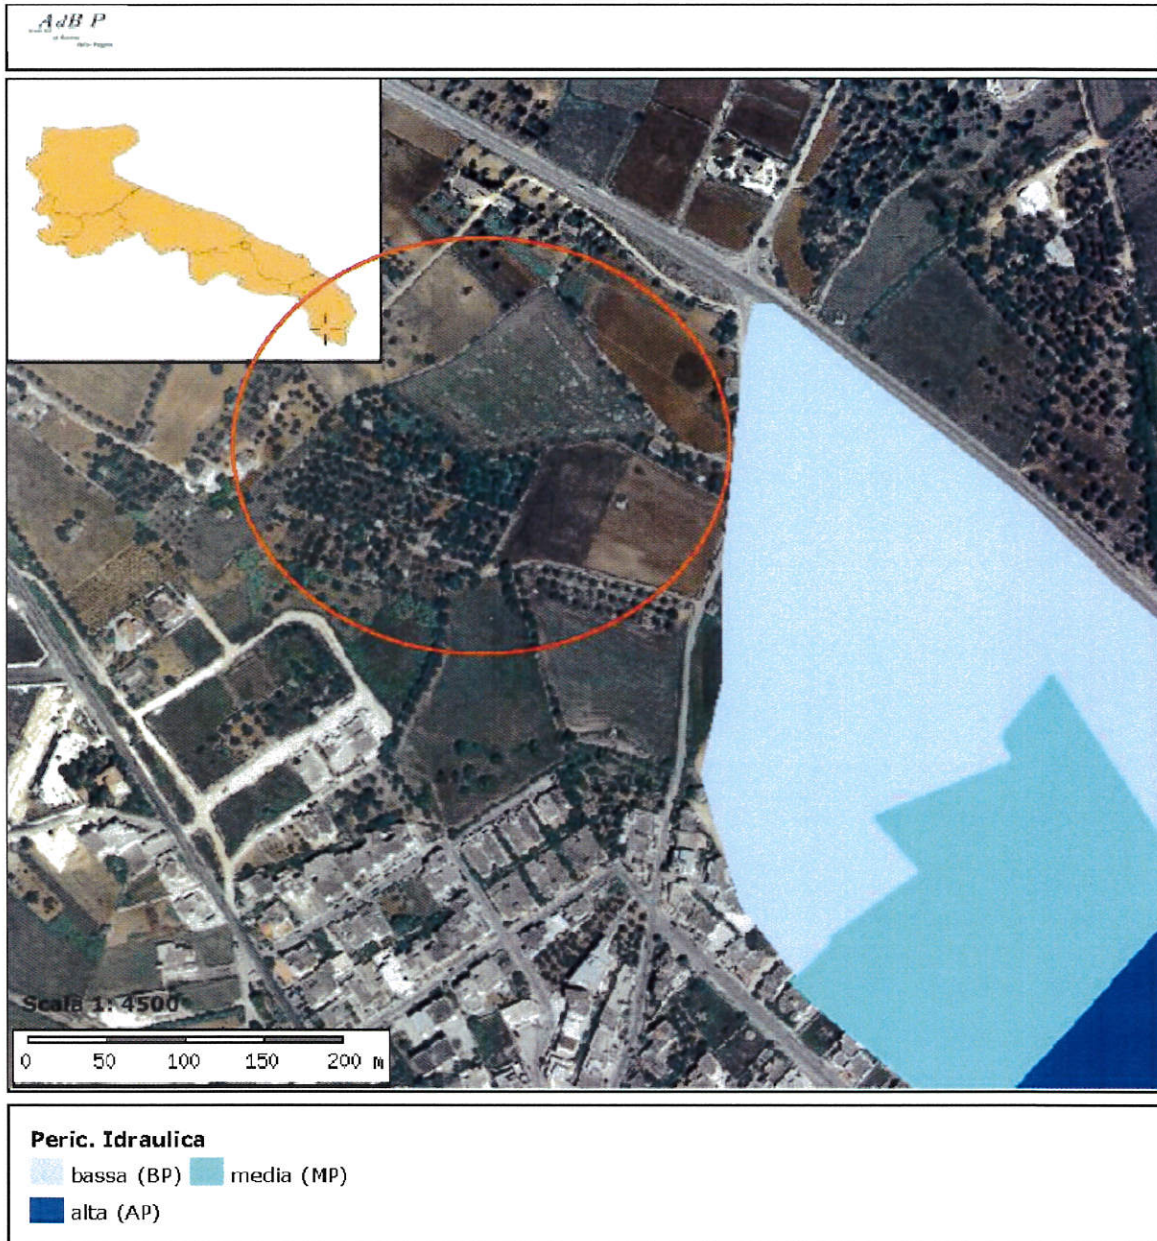 AdB P
Scala 1: 4500
0 50 100 150 200 m
Peric. Idraulica
bassa (BP) media (MP)
alta (AP)